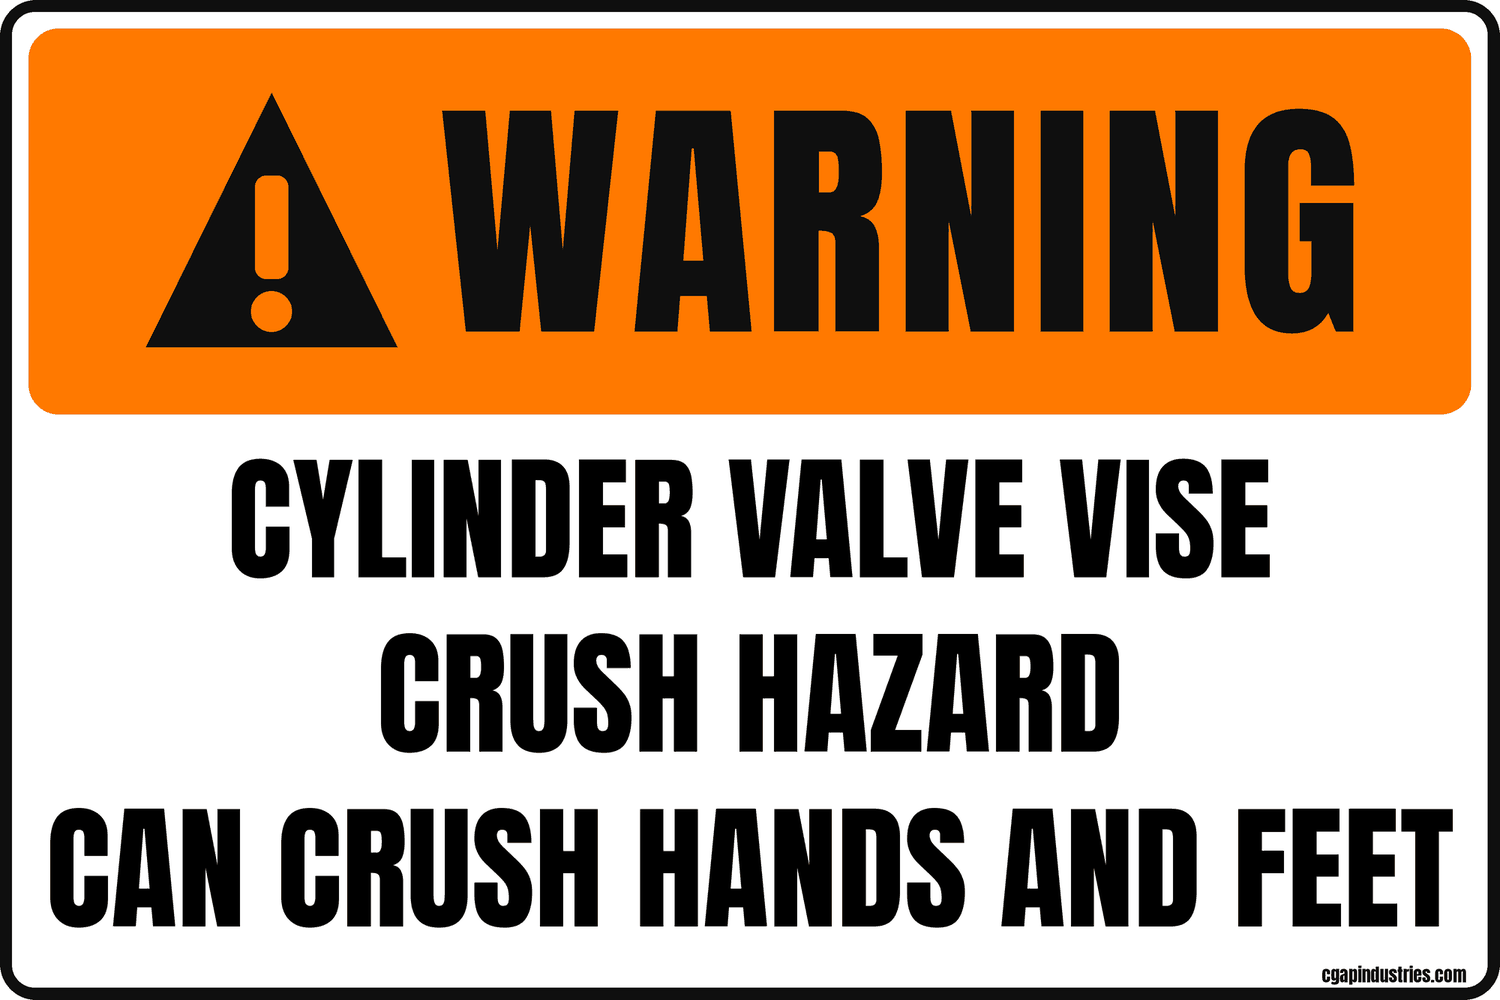 WARNING
CYLINDER VALVE VISE
CRUSH HAZARD
CAN CRUSH HANDS AND FEET
cgapindustries.com